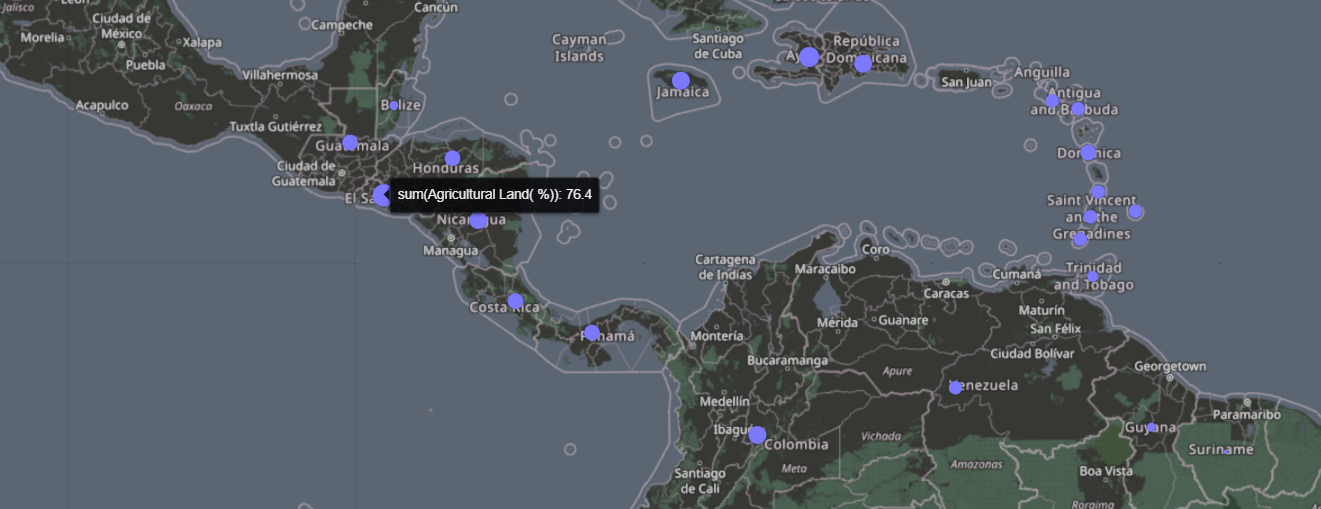 Jalisco
Ciudad de
México
Morelia
Xalapa
Puebla
Acapulco
Oaxaca
Campeche
Cancún
Villahermosa
Tuxtla Gutiérrez
Belize
Guatemala
Ciudad de
Guatemala
Honduras
El Sa
sum(Agricultural Land( %)): 76.4
Nicaragua
Managua
Costa Rica
Panamá
Cayman
Islands
Santiago
de Cuba
Jamaica
Ay
República
Dominicana
San Juan
Anguilla
Antigua
and Barbuda
Dominica
Saint Vincent
and the
Grenadines
Trinidad
and Tobago
Cartagena
de Indias
Maracaibo
Coro
Caracas
Cumaná
Maturín
San Félix
Ciudad Bolívar
Mérida
Guanare
Montería
Bucaramanga
Apure
Venezuela
Georgetown
Paramaribo
Guyana
Suriname
Medellín
Ibagué
Colombia
Vichada
Meta
Santiago
de Cali
Amazonas
Boa Vista
Roraima